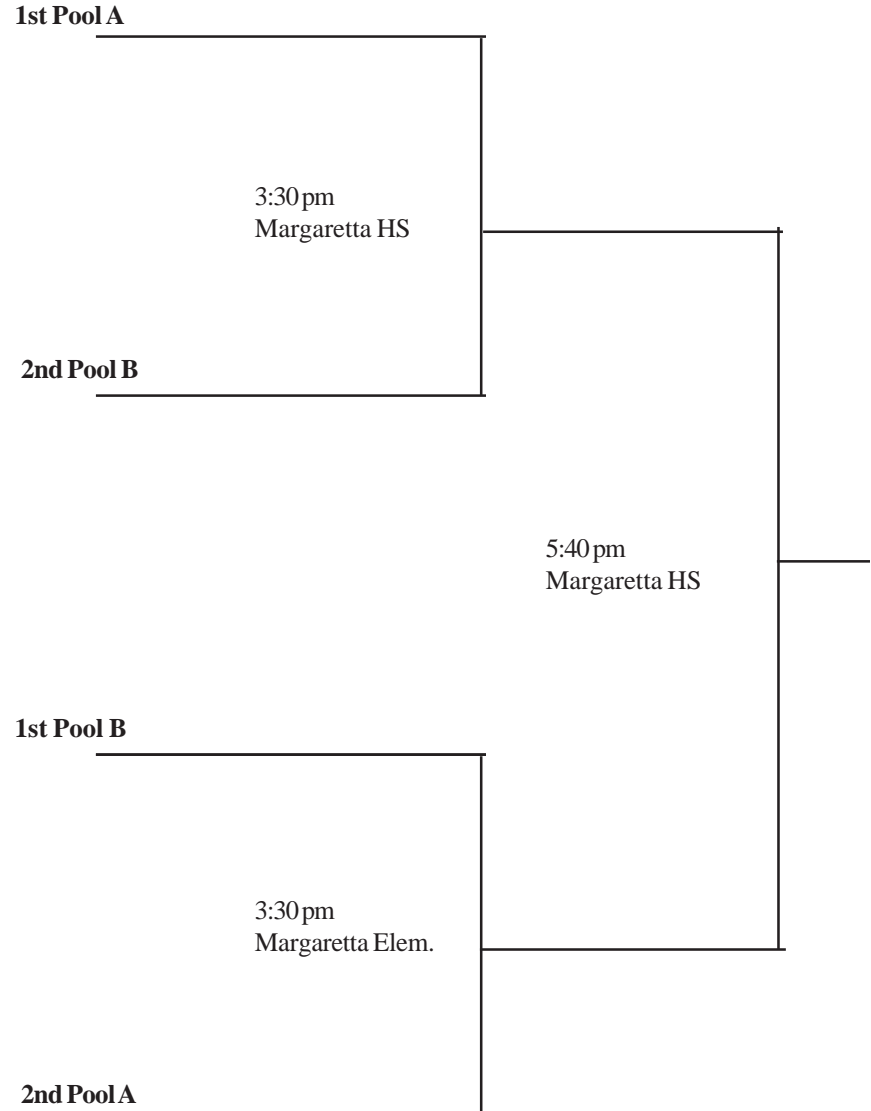 1st Pool A
3:30 pm
Margaretta HS
2nd Pool B
5:40 pm
Margaretta HS
1st Pool B
3:30 pm
Margaretta Elem.
2nd Pool A